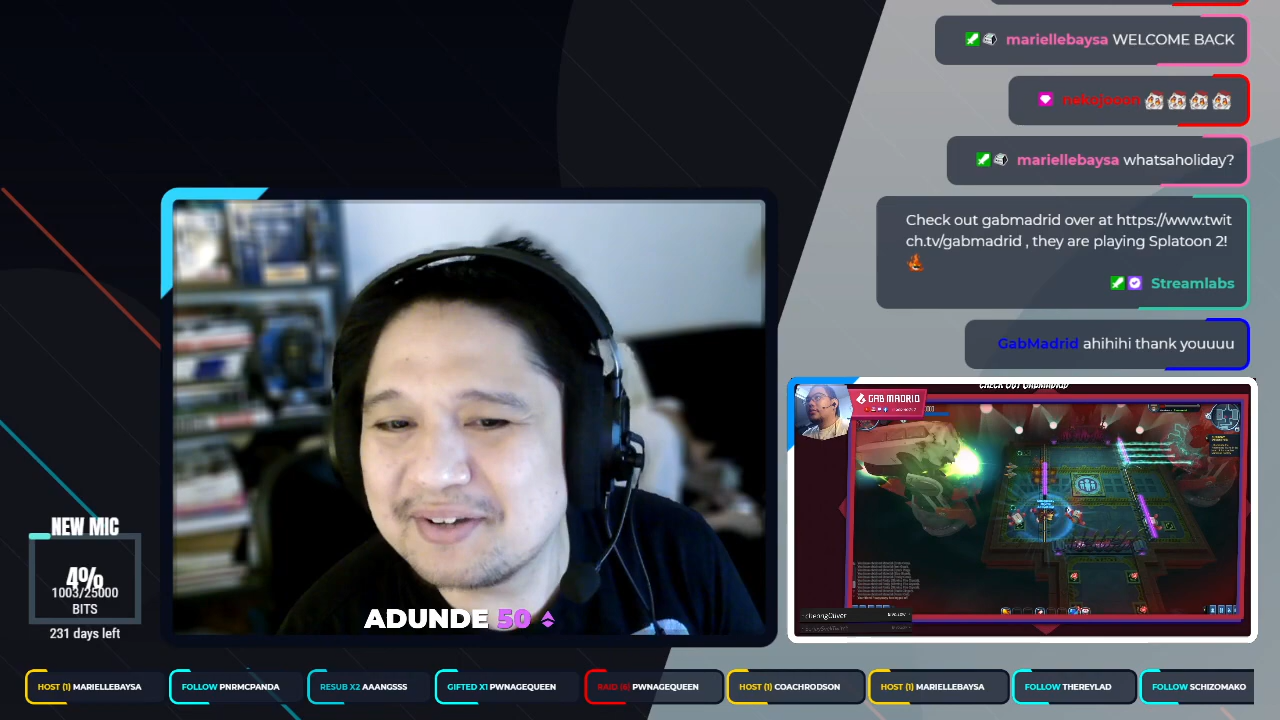 mariellebaysa WELCOME BACK
nekojooon
mariellebaysa whatsaholiday?
Check out gabmadrid over at https://www.twit
ch.tv/gabmadrid , they are playing Splatoon 2!
Streamlabs
GabMadrid ahihihi thank youuuu
CHECK OUT GABMADRID
GAB MADRID
NEW MIC
4%
1003/25000
BITS
231 days left
ADUNDE 50
HOST (1) MARIELLEBAYSA
FOLLOW PNRMCPANDA
RESUB X2 AAANGSSS
GIFTED X1 PWNAGEQUEEN
RAID (6) PWNAGEQUEEN
HOST (1) COACHRODSON
HOST (1) MARIELLEBAYSA
FOLLOW THEREYLAD
FOLLOW SCHIZOMAKO